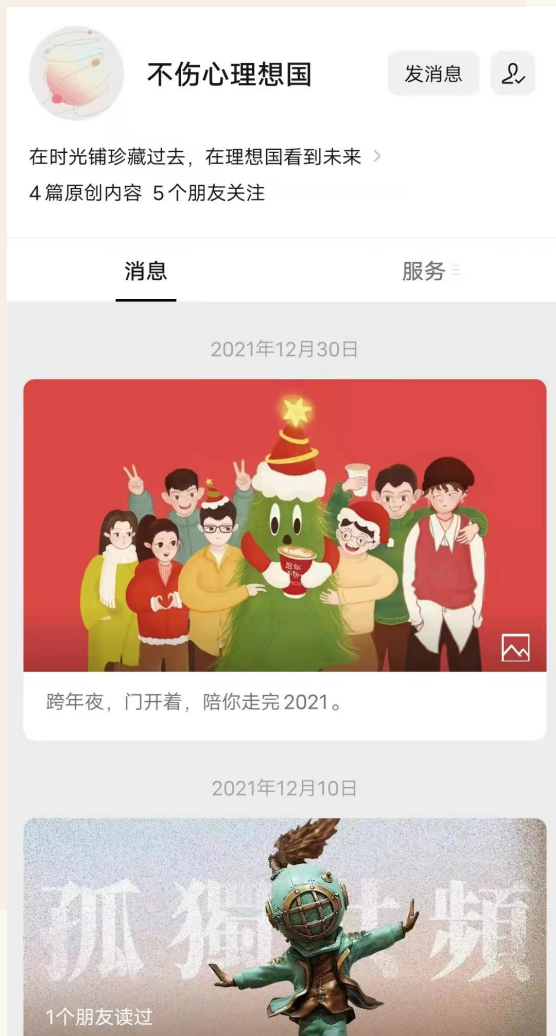 不伤心理想国
发消息
在时光铺珍藏过去，在理想国看到未来
4篇原创内容 5个朋友关注
消息
服务
2021年12月30日
跨年夜，门开着，陪你走完2021。
2021年12月10日
孤獨 頻
1个朋友读过